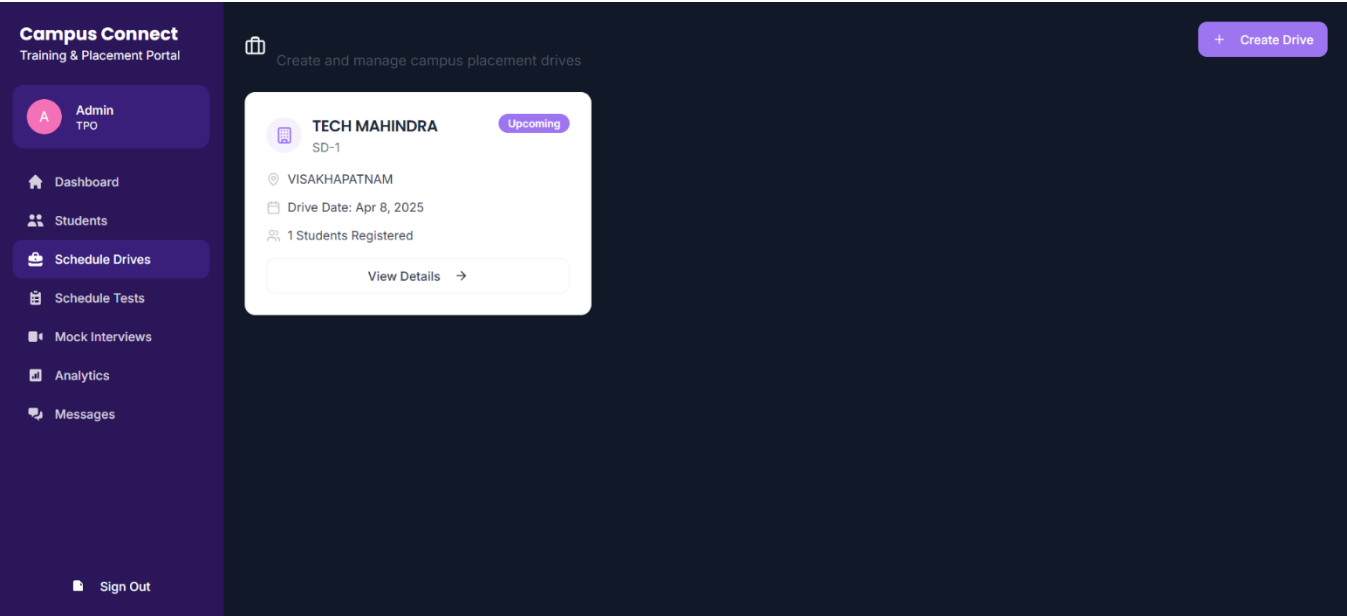 Campus Connect
Training & Placement Portal
A
Admin
TPO
Dashboard
Students
Schedule Drives
Schedule Tests
Mock Interviews
Analytics
Messages
Sign Out
Create and manage campus placement drives
+ Create Drive
TECH MAHINDRA
Upcoming
SD-1
VISAKHAPATNAM
Drive Date: Apr 8, 2025
1 Students Registered
View Details →